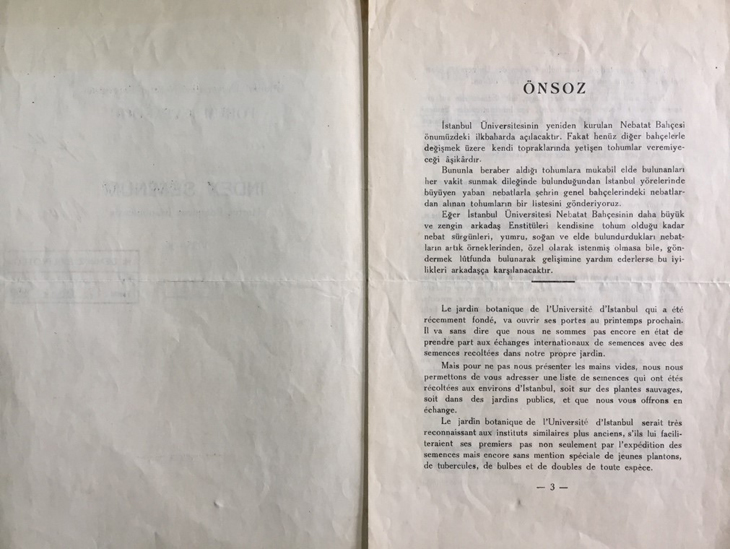 ÖNSOZ
İstanbul Üniversitesinin yeniden kurulan Nebatat Bahçesi
önumüzdeki ilkbaharda açılacaktır. Fakat henüz diğer bahçelerle
değişmek üzere kendi topraklarında yetişen tohumlar veremiye-
ceği âşikârdır.
Bununla beraber aldığı tohumlara mukabil elde bulunanları
her vakit sunmak dileğinde bulunduğundan İstanbul yörelerinde
büyüyen yaban nebatlarla şehrin genel bahçelerindeki nebatlar-
dan alınan tohumların bir listesini gönderiyoruz.
Eğer İstanbul Üniversitesi Nebatat Bahçesinin daha büyük
ve zengin arkadaş Enstitüleri kendisine tohum olduğu kadar
nebat sürgünleri, yumru, soğan ve elde bulundurdukları nebat-
ların artık örneklerinden, özel olarak istenmiş olmasa bile, gön-
dermek lûtfunda bulunarak gelişimine yardım ederlerse bu iyi-
likleri arkadaşça karşılanacaktır.
Le jardin botanique de l'Université d'Istanbul qui a été
récemment fondé, va ouvrir ses portes au printemps prochain.
Il va sans dire que nous ne sommes pas encore en état de
prendre part aux échanges internationaux de semences avec des
semences recoltées dans notre propre jardin.
Mais pour ne pas nous présenter les mains vides, nous nous
permettons de vous adresser une liste de semences qui ont étés
récoltées aux environs d'Istanbul, soit sur des plantes sauvages,
soit dans des jardins publics, et que nous vous offrons en
échange.
Le jardin botanique de l'Université d'Istanbul serait trés
reconnaissant aux instituts similaires plus anciens, s'ils lui facili-
teraient ses premiers pas non seulement par l'expédition des
semences mais encore sans mention spéciale de jeunes plantons,
de tubercules, de bulbes et de doubles de toute espèce.
— 3 —